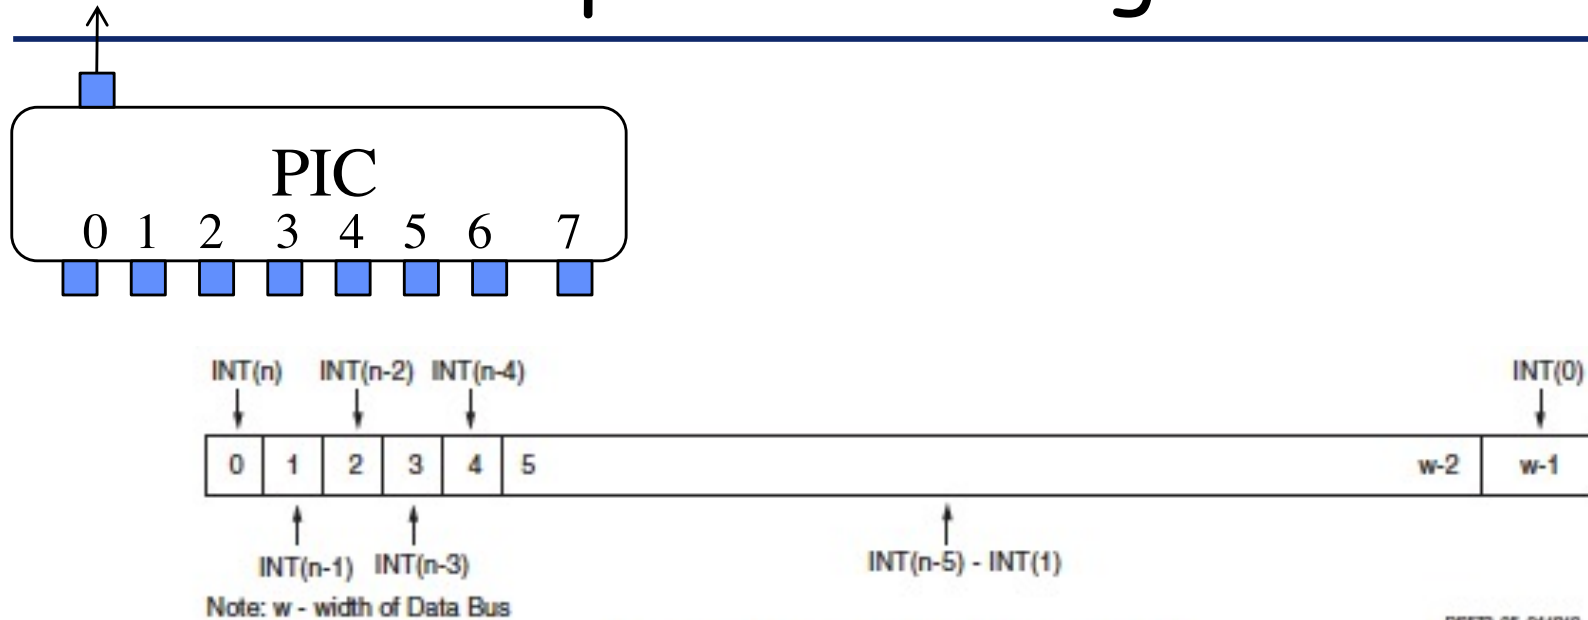 PIC
0 1 2 3 4 5 6 7
INT(n) INT(n-2) INT(n-4) INT(0)
0 1 2 3 4 5 w-2 w-1
INT(n-1) INT(n-3) INT(n-5) - INT(1)
Note: w - width of Data Bus